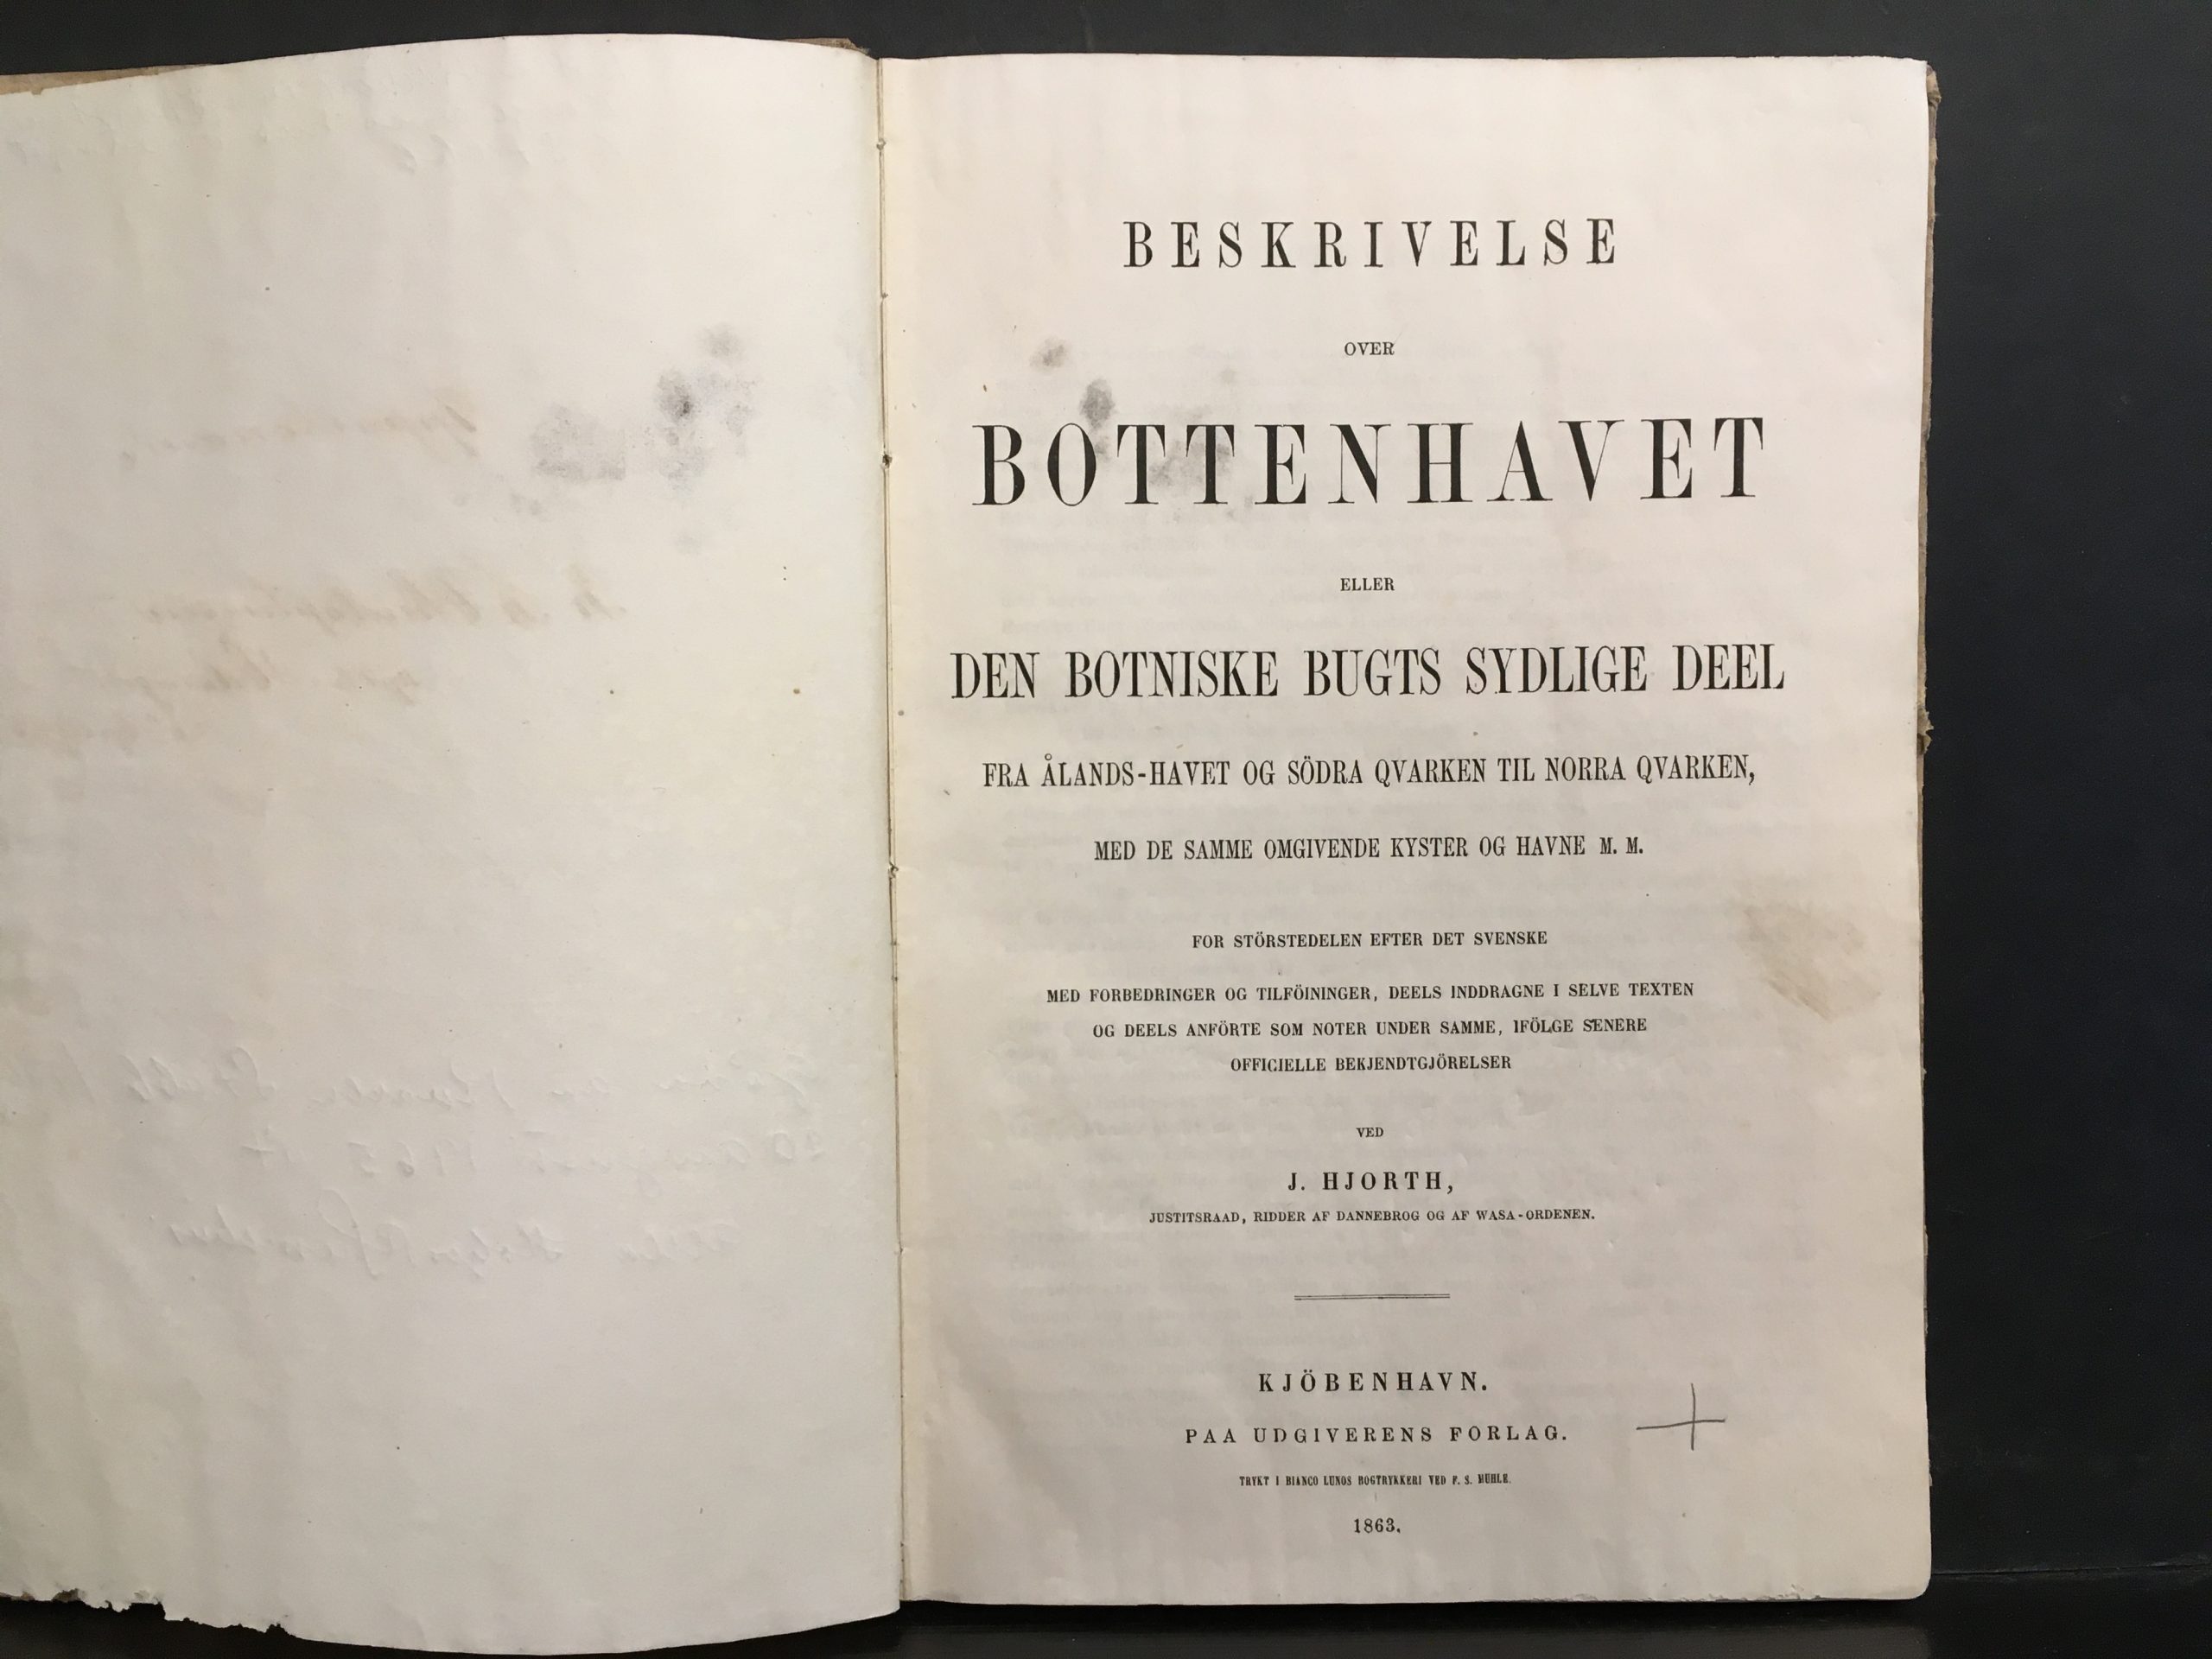 BESKRIVELSE
OVER
BOTTENHAVET
ELLER
DEN BOTNISKE BUGTS SYDLIGE DEEL
FRA ÅLANDS-HAVET OG SÖDRA QVARKEN TIL NORRA QVARKEN,
MED DE SAMME OMGIVENDE KYSTER OG HAVNE M. M.
FOR STÖRSTEDELEN EFTER DET SVENSKE
MED FORBEDRINGER OG TILFÖININGER, DEELS INDDRAGNE I SELVE TEXTEN
OG DEELS ANFÖRTE SOM NOTER UNDER SAMME, IFÖLGE SENERE
OFFICIELLE BEKJENDTGJÖRELSER
VED
J. HJORTH,
JUSTITSRAAD, RIDDER AF DANNEBROG OG AF WASA-ORDENEN.
KJÖBENHAVN.
PAA UDGIVERENS FORLAG.
TRYKT I BIANCO LUNOS BOGTRYKKERI VED F. S. MUHLE.
1863.